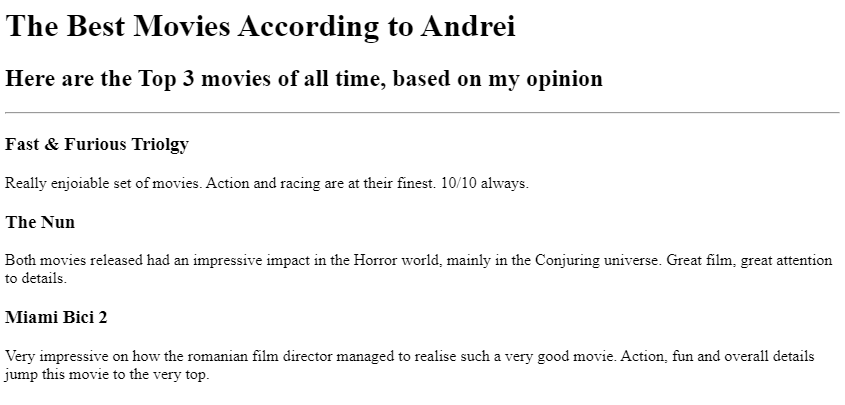 The Best Movies According to Andrei
Here are the Top 3 movies of all time, based on my opinion
Fast & Furious Triolgy
Really enjoiable set of movies. Action and racing are at their finest. 10/10 always.
The Nun
Both movies released had an impressive impact in the Horror world, mainly in the Conjuring universe. Great film, great attention
to details.
Miami Bici 2
Very impressive on how the romanian film director managed to realise such a very good movie. Action, fun and overall details
jump this movie to the very top.